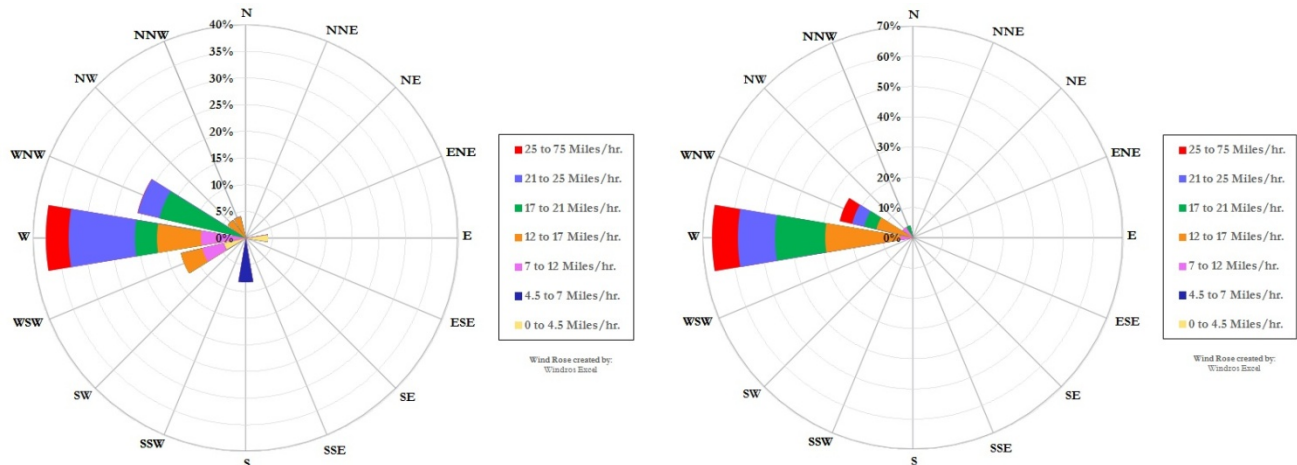 N
NNE
NE
ENE
E
ESE
SE
SSE
S
SSW
SW
WSW
W
WNW
NW
NNW
40%
35%
30%
25%
20%
15%
10%
5%
0%
25 to 75 Miles/hr.
21 to 25 Miles/hr.
17 to 21 Miles/hr.
12 to 17 Miles/hr.
7 to 12 Miles/hr.
4.5 to 7 Miles/hr.
0 to 4.5 Miles/hr.
Wind Rose created by:
Windros Excel
N
NNE
NE
ENE
E
ESE
SE
SSE
S
SSW
SW
WSW
W
WNW
NW
NNW
70%
60%
50%
40%
30%
20%
10%
0%
25 to 75 Miles/hr.
21 to 25 Miles/hr.
17 to 21 Miles/hr.
12 to 17 Miles/hr.
7 to 12 Miles/hr.
4.5 to 7 Miles/hr.
0 to 4.5 Miles/hr.
Wind Rose created by:
Windros Excel